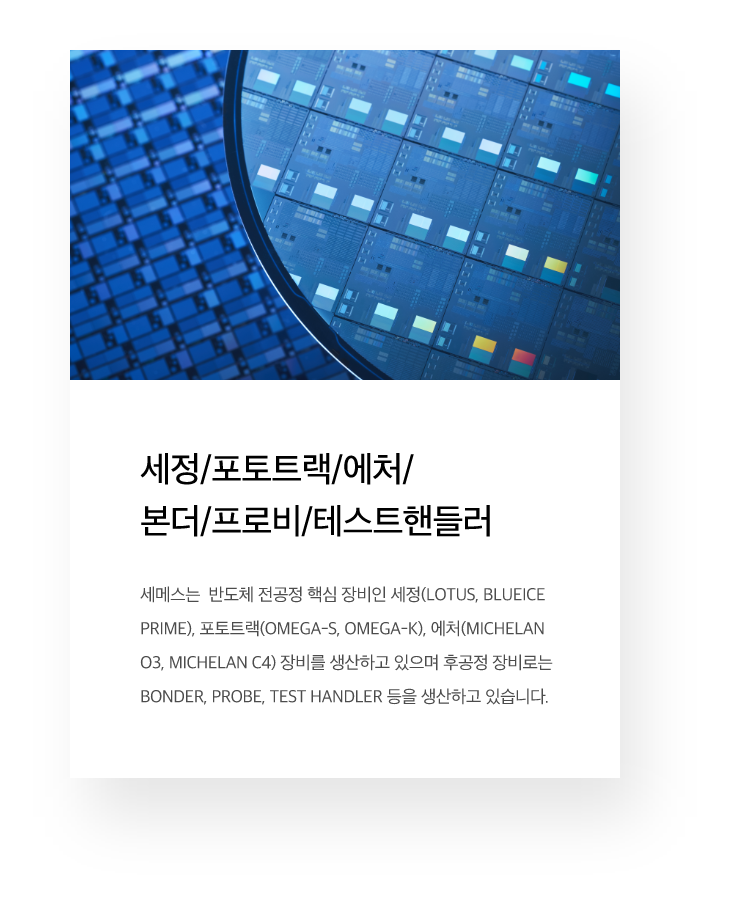 세정/포토트랙/에처/
본더/프로비/테스트핸들러
세메스는  반도체 전공정 핵심 장비인 세정(LOTUS, BLUEICE
PRIME), 포토트랙(OMEGA-S, OMEGA-K), 에처(MICHELAN
O3, MICHELAN C4) 장비를 생산하고 있으며 후공정 장비로는
BONDER, PROBE, TEST HANDLER 등을 생산하고 있습니다.